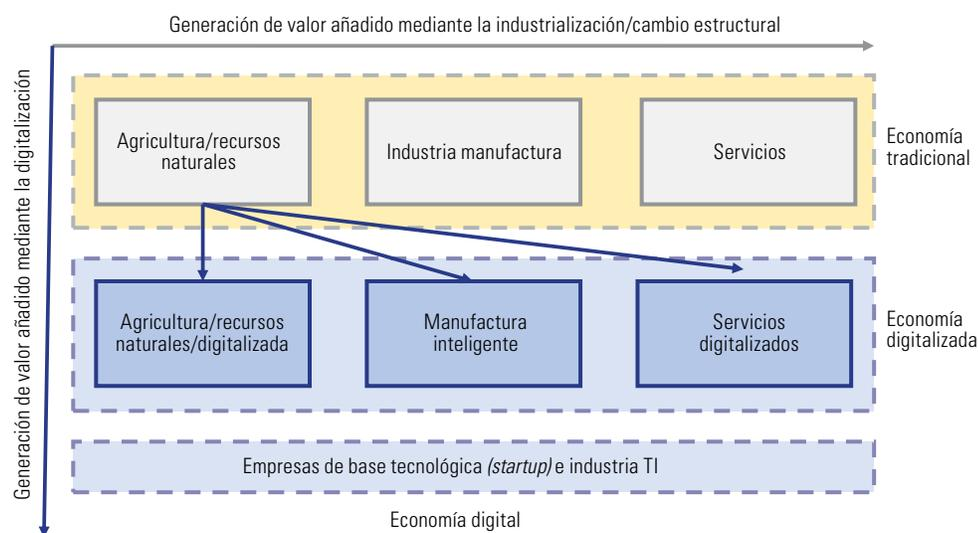 Generación de valor añadido mediante la industrialización/cambio estructural
Generación de valor añadido mediante la digitalización
Agricultura/recursos
naturales
Industria manufactura
Servicios
Economía
tradicional
Agricultura/recursos
naturales/digitalizada
Manufactura
inteligente
Servicios
digitalizados
Economía
digitalizada
Empresas de base tecnológica (startup) e industria TI
Economía digital